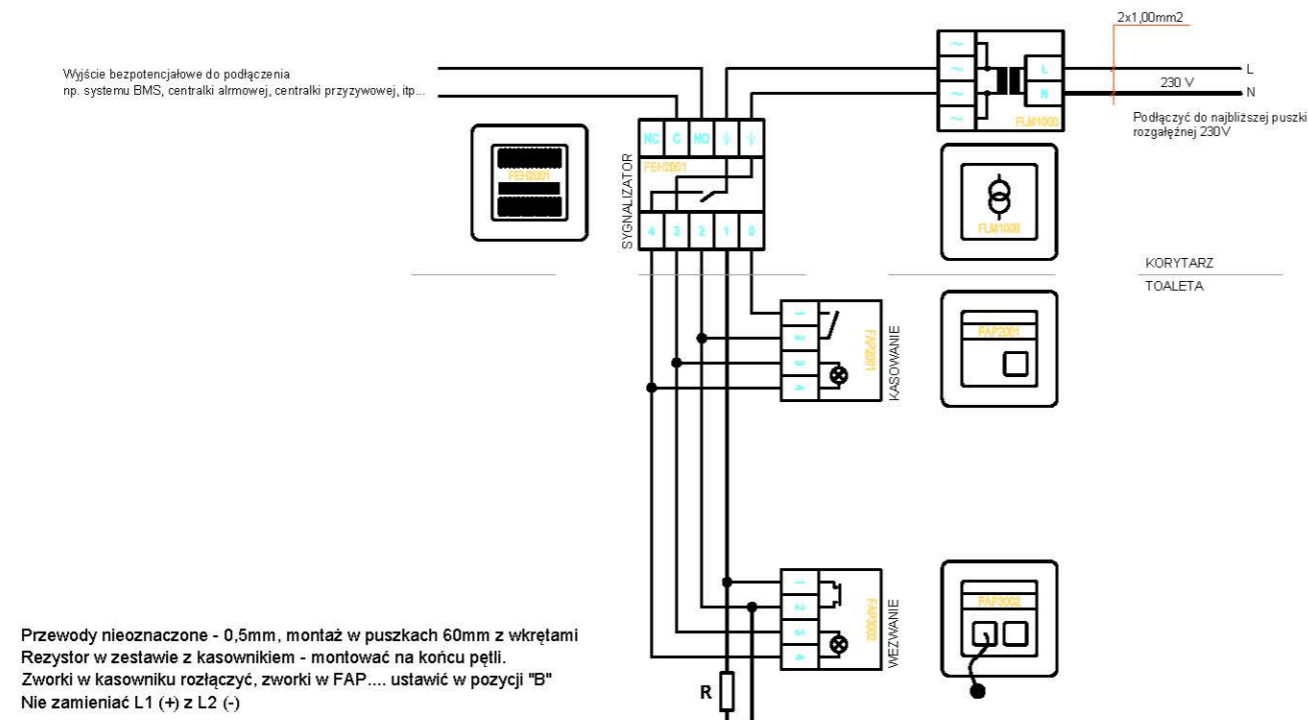 2x1,00mm2
Wyjście bezpotencjałowe do podłączenia
np. systemu BMS, centralki alrmowej, centralki przyzywowej, itp...
~
~
~
~
L
N
FLM1000
L
230 V
N
Podłączyć do najbliższej puszki
rozgałęźnej 230V
NC
C
NO
FEH2001
SYGNALIZATOR
FEH2001
4
3
2
1
0
FLM1000
KORYTARZ
TOALETA
1
2
3
4
FAP2001
KASOWANIE
FAP2001
1
2
3
4
FAP3002
WEZWANIE
FAP3002
Przewody nieoznaczone - 0,5mm, montaż w puszkach 60mm z wkrętami
Rezystor w zestawie z kasownikiem - montować na końcu pętli.
Zworki w kasowniku rozłączyć, zworki w FAP.... ustawić w pozycji "B"
Nie zamieniać L1 (+) z L2 (-)
R